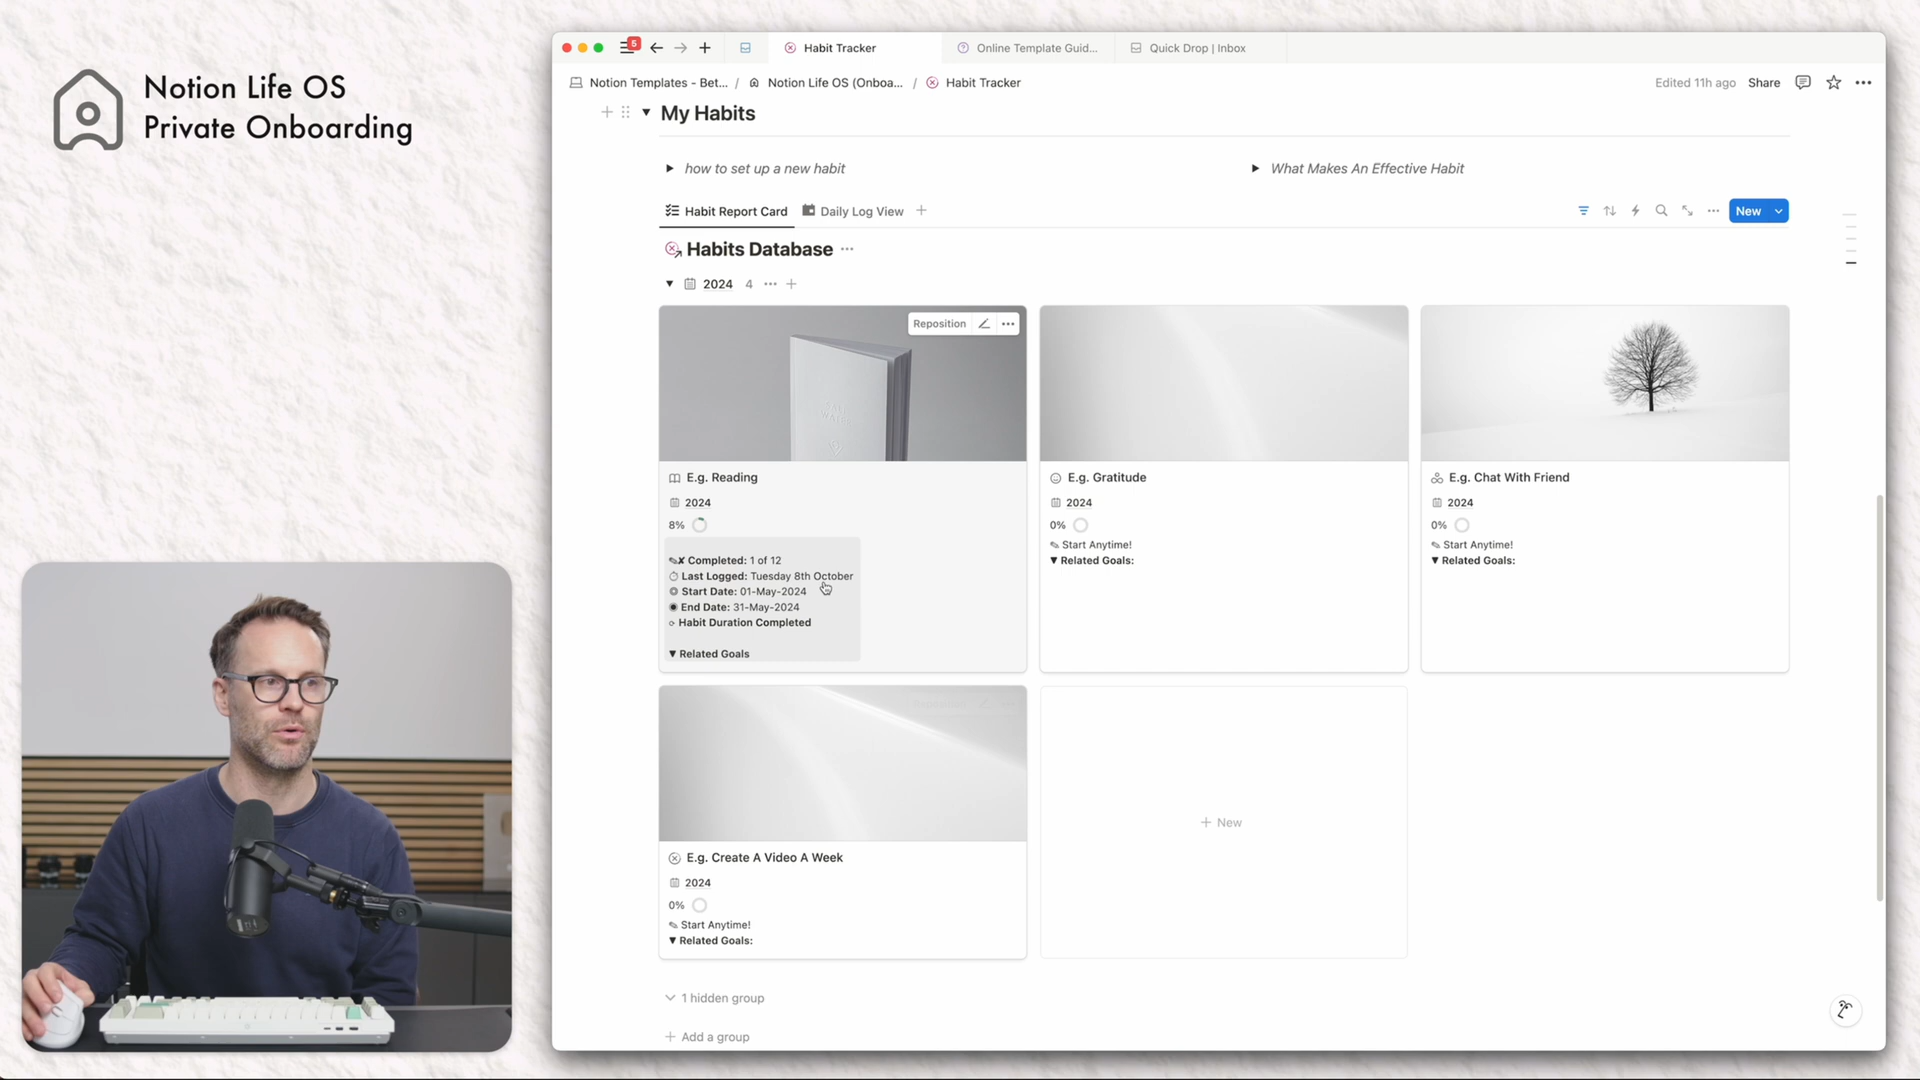 Notion Life OS
Private Onboarding
5
Habit Tracker
Online Template Guid...
Quick Drop | Inbox
Notion Templates - Bet... / Notion Life OS (Onboa... / Habit Tracker
Edited 11h ago
Share
My Habits
how to set up a new habit
What Makes An Effective Habit
Habit Report Card
Daily Log View
New
Habits Database
2024 4
Reposition
E.g. Reading
2024
8%
Completed: 1 of 12
Last Logged: Tuesday 8th October
Start Date: 01-May-2024
End Date: 31-May-2024
Habit Duration Completed
Related Goals
E.g. Gratitude
2024
0%
Start Anytime!
Related Goals:
E.g. Chat With Friend
2024
0%
Start Anytime!
Related Goals:
E.g. Create A Video A Week
2024
0%
Start Anytime!
Related Goals:
New
1 hidden group
Add a group